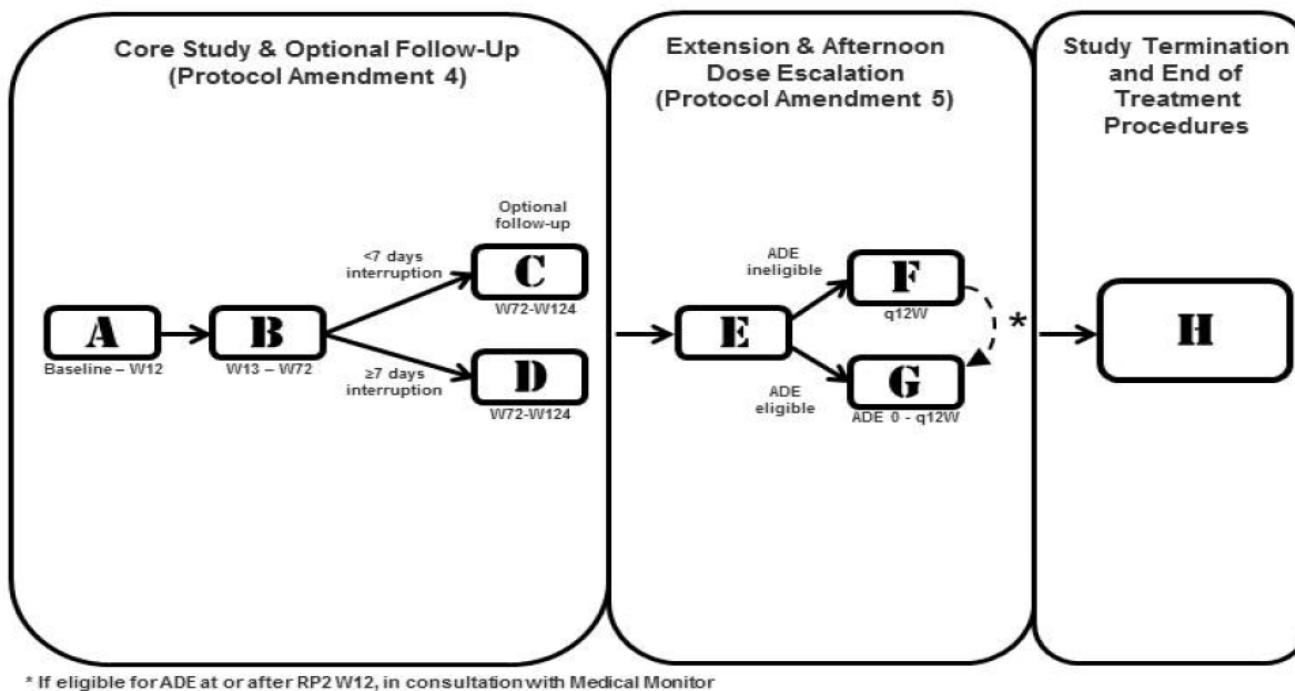 Core Study & Optional Follow-Up
(Protocol Amendment 4)
Extension & Afternoon
Dose Escalation
(Protocol Amendment 5)
Study Termination
and End of
Treatment
Procedures
A
Baseline – W12
B
W13 – W72
<7 days
interruption
≥7 days
interruption
Optional
follow-up
C
W72-W124
D
W72-W124
E
ADE
ineligible
ADE
eligible
F
q12W
*
G
ADE 0 - q12W
H
* If eligible for ADE at or after RP2 W12, in consultation with Medical Monitor